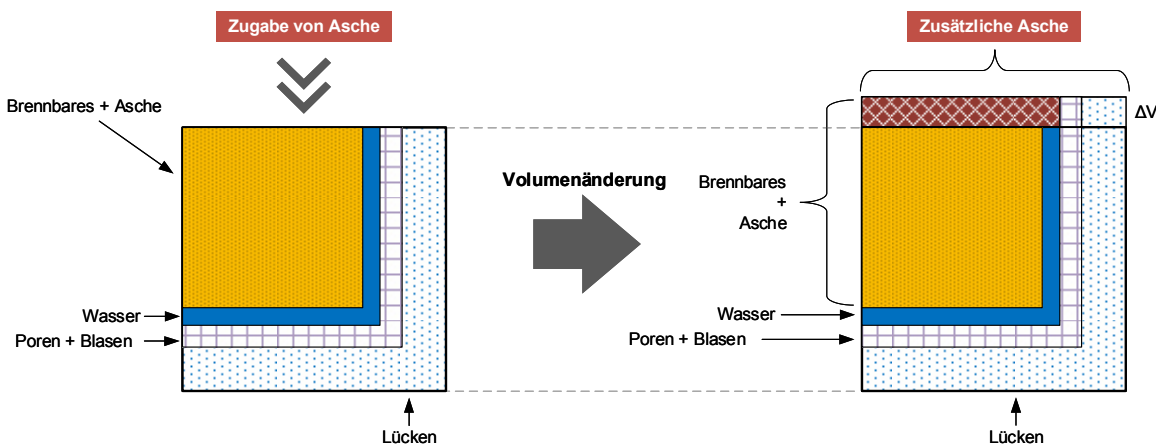 Zugabe von Asche
Brennbares + Asche
Wasser
Poren + Blasen
Lücken
Volumenänderung
Zusätzliche Asche
ΔV
Brennbares
+
Asche
Wasser
Poren + Blasen
Lücken